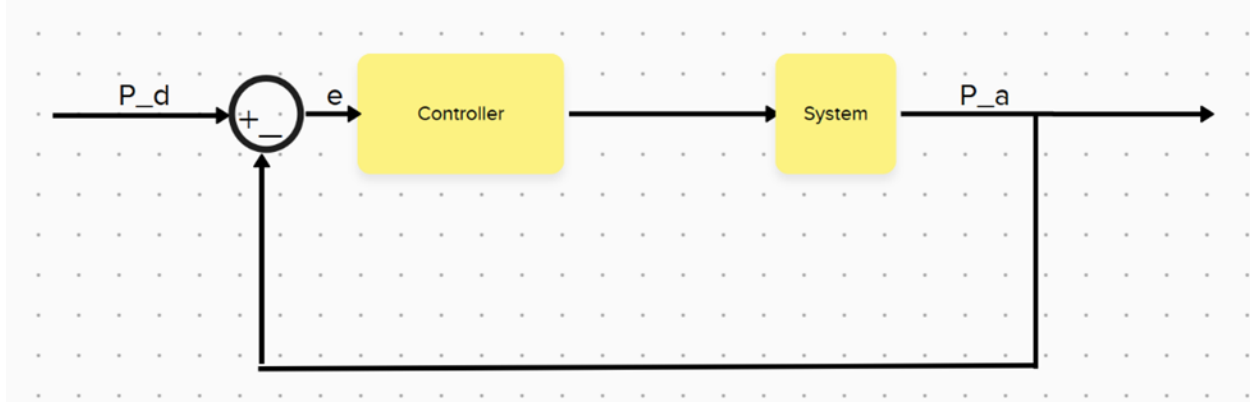 P_d
+
_
e
Controller
System
P_a